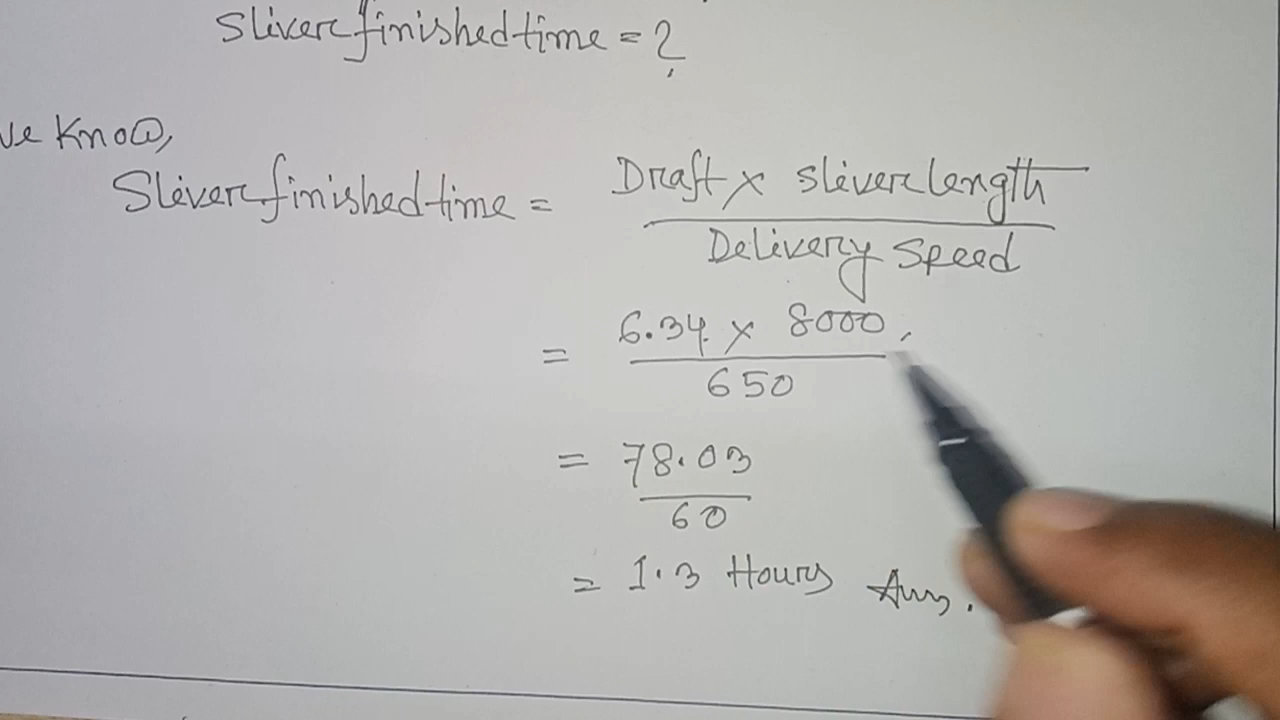 Sliver finished time = ?
ve Know,
Sliver finished time = Draft × sliver length
Delivery Speed
= 6.34 × 8000
650
= 78.03
60
= 1.3 Hours Ans.